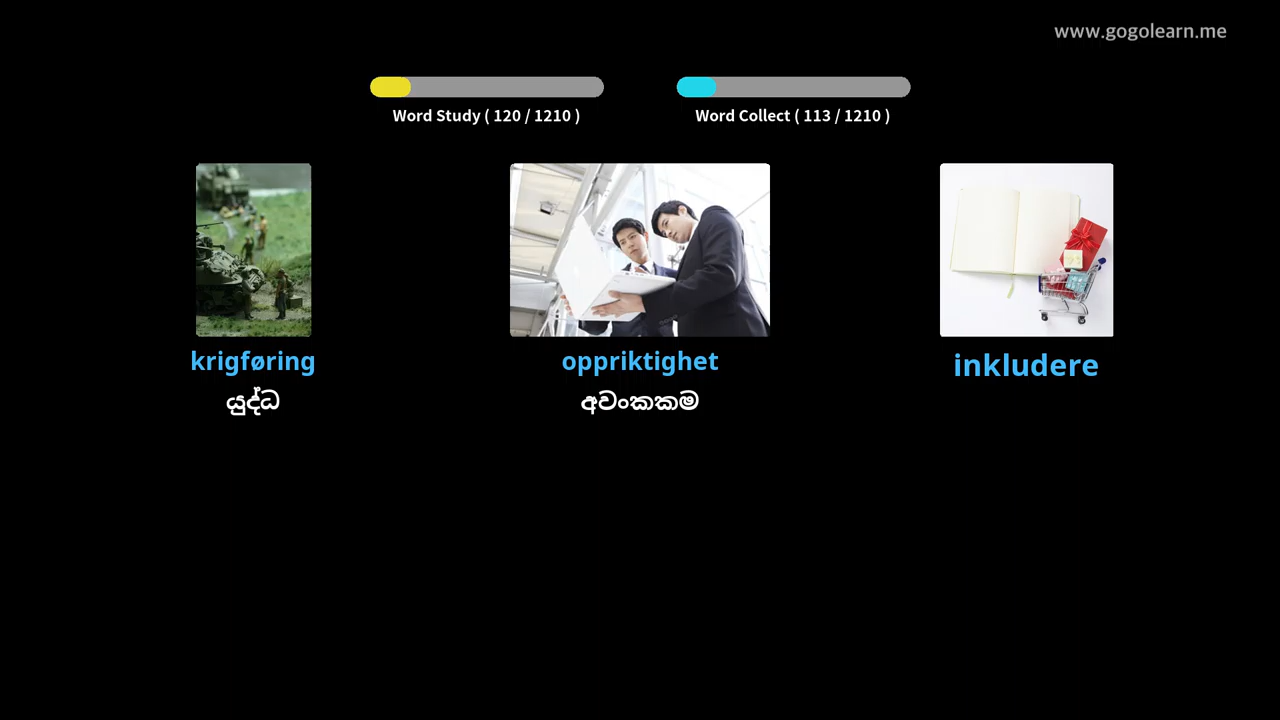 www.gogolearn.me
Word Study ( 120 / 1210 )
Word Collect ( 113 / 1210 )
krigføring
යුද්ධ
oppriktighet
අවංකකම
inkludere